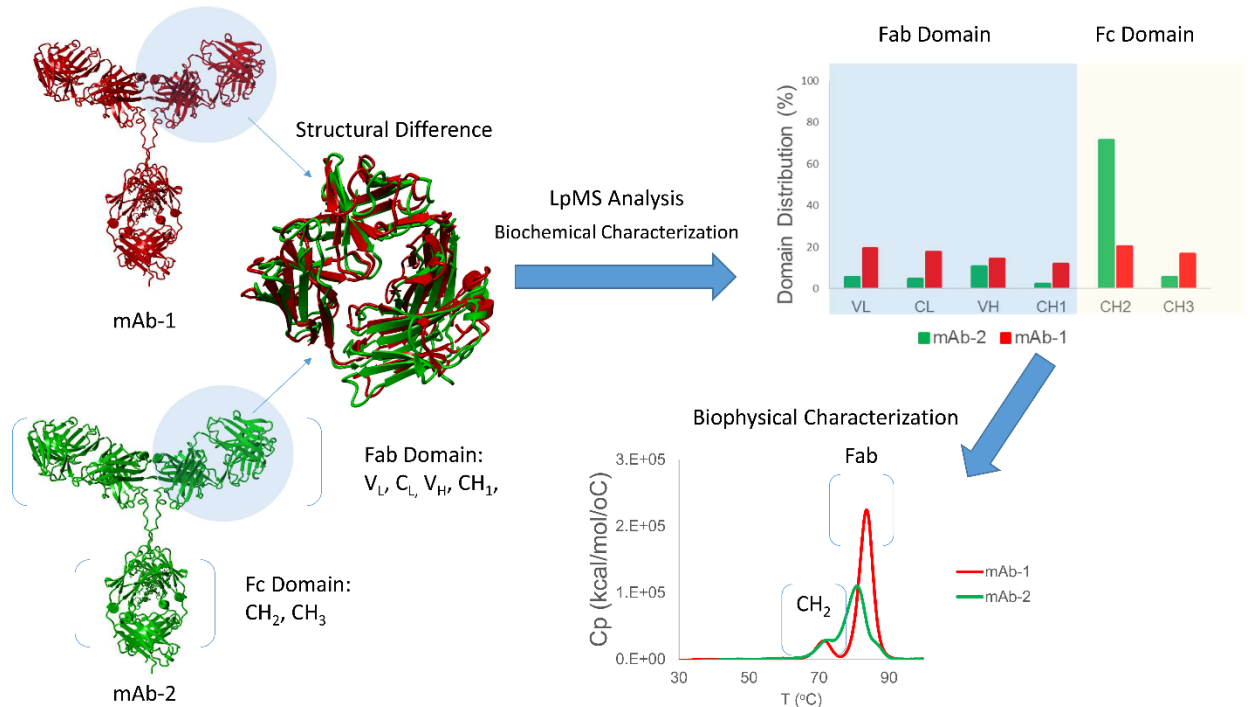 mAb-1
Structural Difference
mAb-2
Fab Domain:
VL, CL, VH, CH1,
Fc Domain:
CH2, CH3
LpMS Analysis
Biochemical Characterization
Fab Domain
Fc Domain
Domain Distribution (%)
100
80
60
40
20
0
VL CL VH CH1 CH2 CH3
mAb-2 mAb-1
Biophysical Characterization
Fab
CH2
Cp (kcal/mol/oC)
3.E+05
2.E+05
1.E+05
0.E+00
30 50 70 90
T (oC)
mAb-1
mAb-2